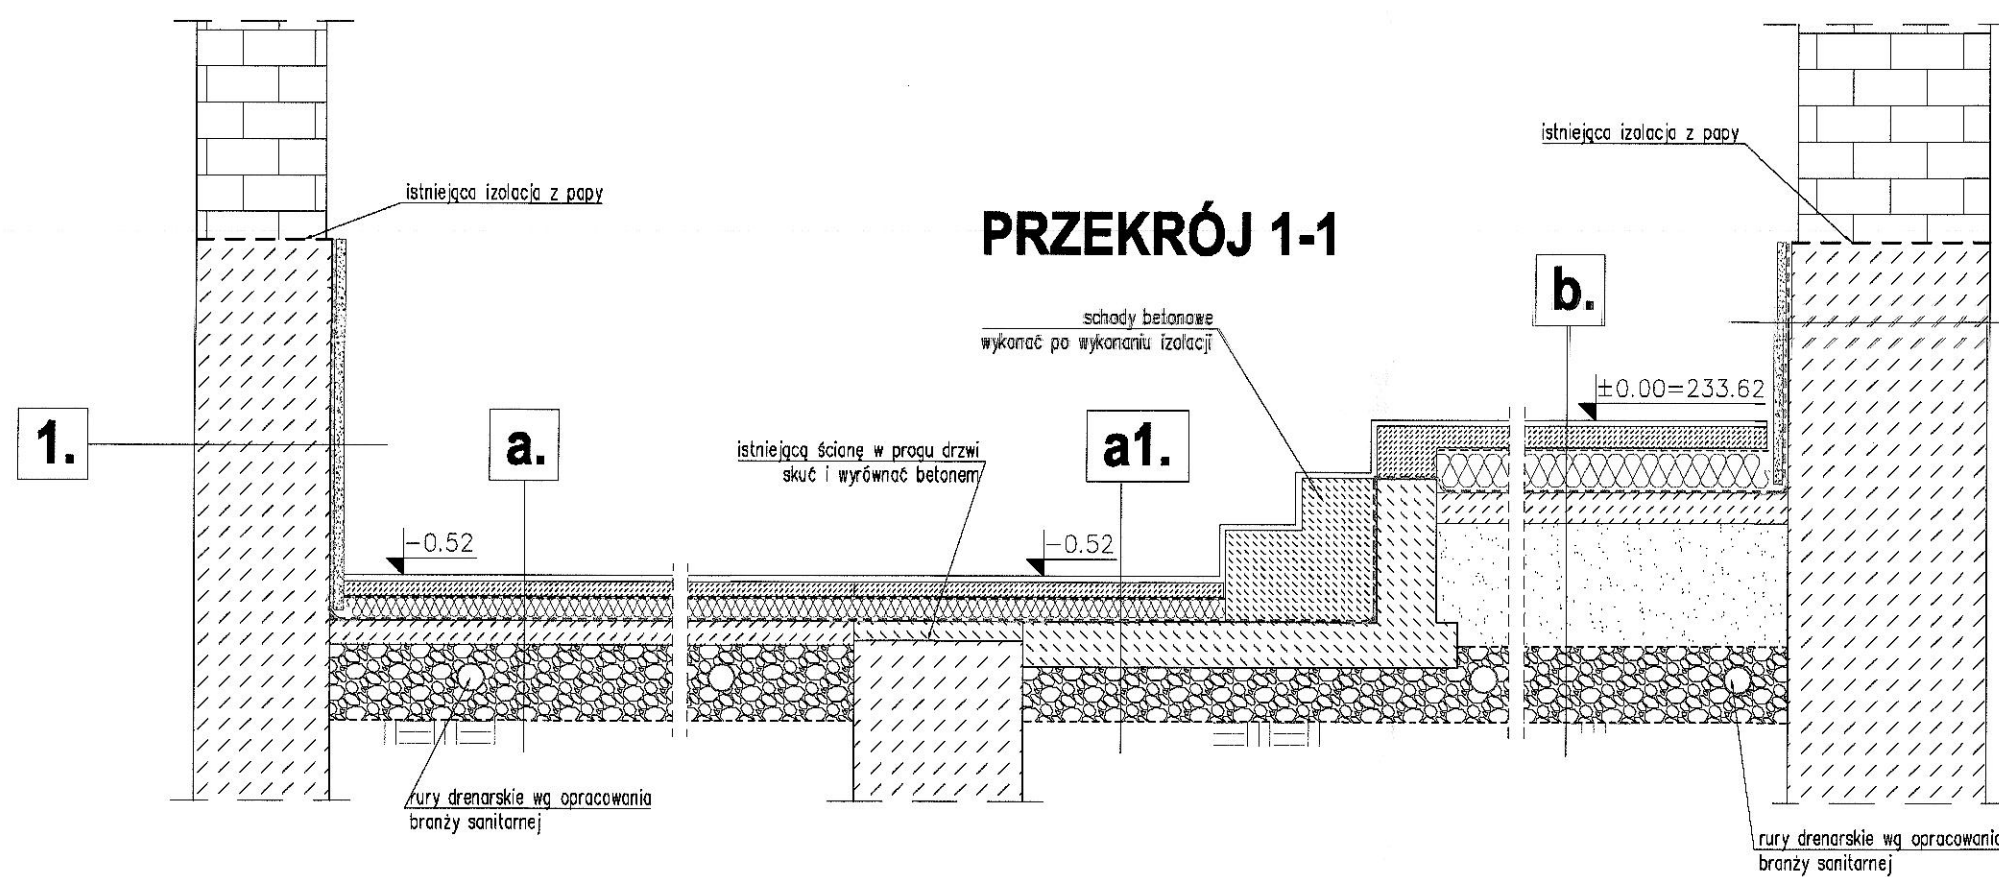 istniejąca izolacja z papy
istniejąca izolacja z papy
PRZEKRÓJ 1-1
b.
schody betonowe
wykonać po wykonaniu izolacji
±0.00=233.62
1.
a.
istniejącą ścianę w progu drzwi
skuć i wyrównać betonem
a1.
-0.52
-0.52
rury drenarskie wg opracowania
branży sanitarnej
rury drenarskie wg opracowania
branży sanitarnej